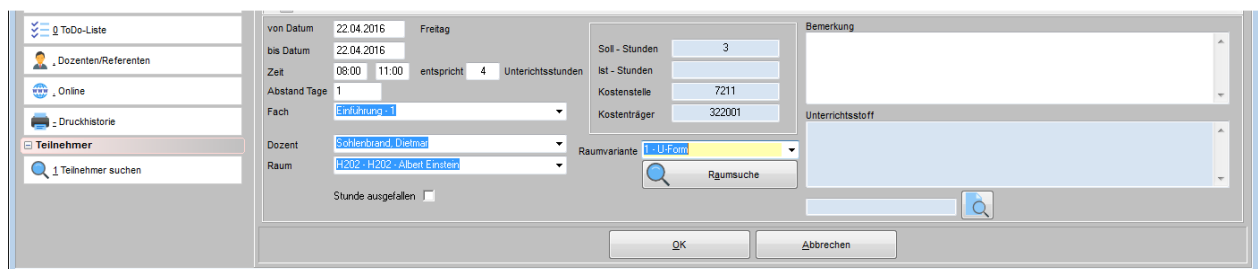 0 ToDo-Liste
. Dozenten/Referenten
. Online
- Druckhistorie
Teilnehmer
1 Teilnehmer suchen
von Datum 22.04.2016 Freitag
bis Datum 22.04.2016
Zeit 08:00 11:00 entspricht 4 Unterichtsstunden
Abstand Tage 1
Fach Einführung - 1
Dozent Sohlenbrand, Dietmar
Raum H202 - H202 - Albert Einstein
Stunde ausgefallen
Soll - Stunden 3
Ist - Stunden
Kostenstelle 7211
Kostenträger 322001
Raumvariante 1 - U-Form
Raumsuche
Bemerkung
Unterrichtsstoff
OK Abbrechen